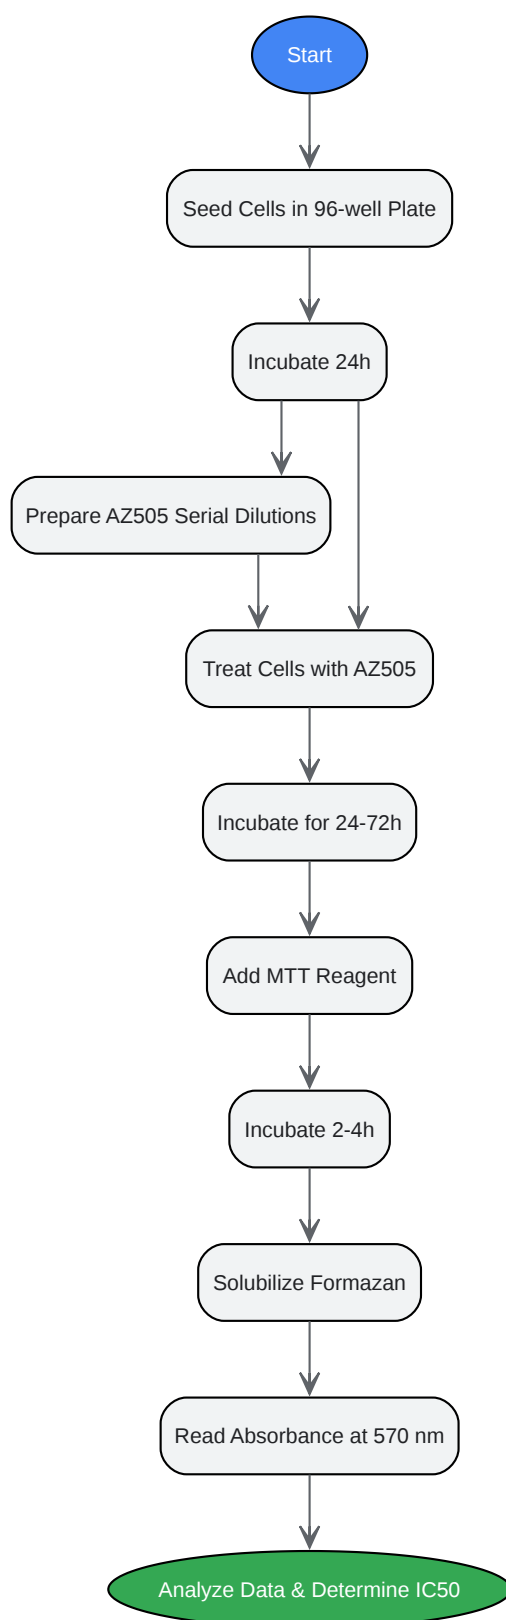 Start
Seed Cells in 96-well Plate
Incubate 24h
Prepare AZ505 Serial Dilutions
Treat Cells with AZ505
Incubate for 24-72h
Add MTT Reagent
Incubate 2-4h
Solubilize Formazan
Read Absorbance at 570 nm
Analyze Data & Determine IC50